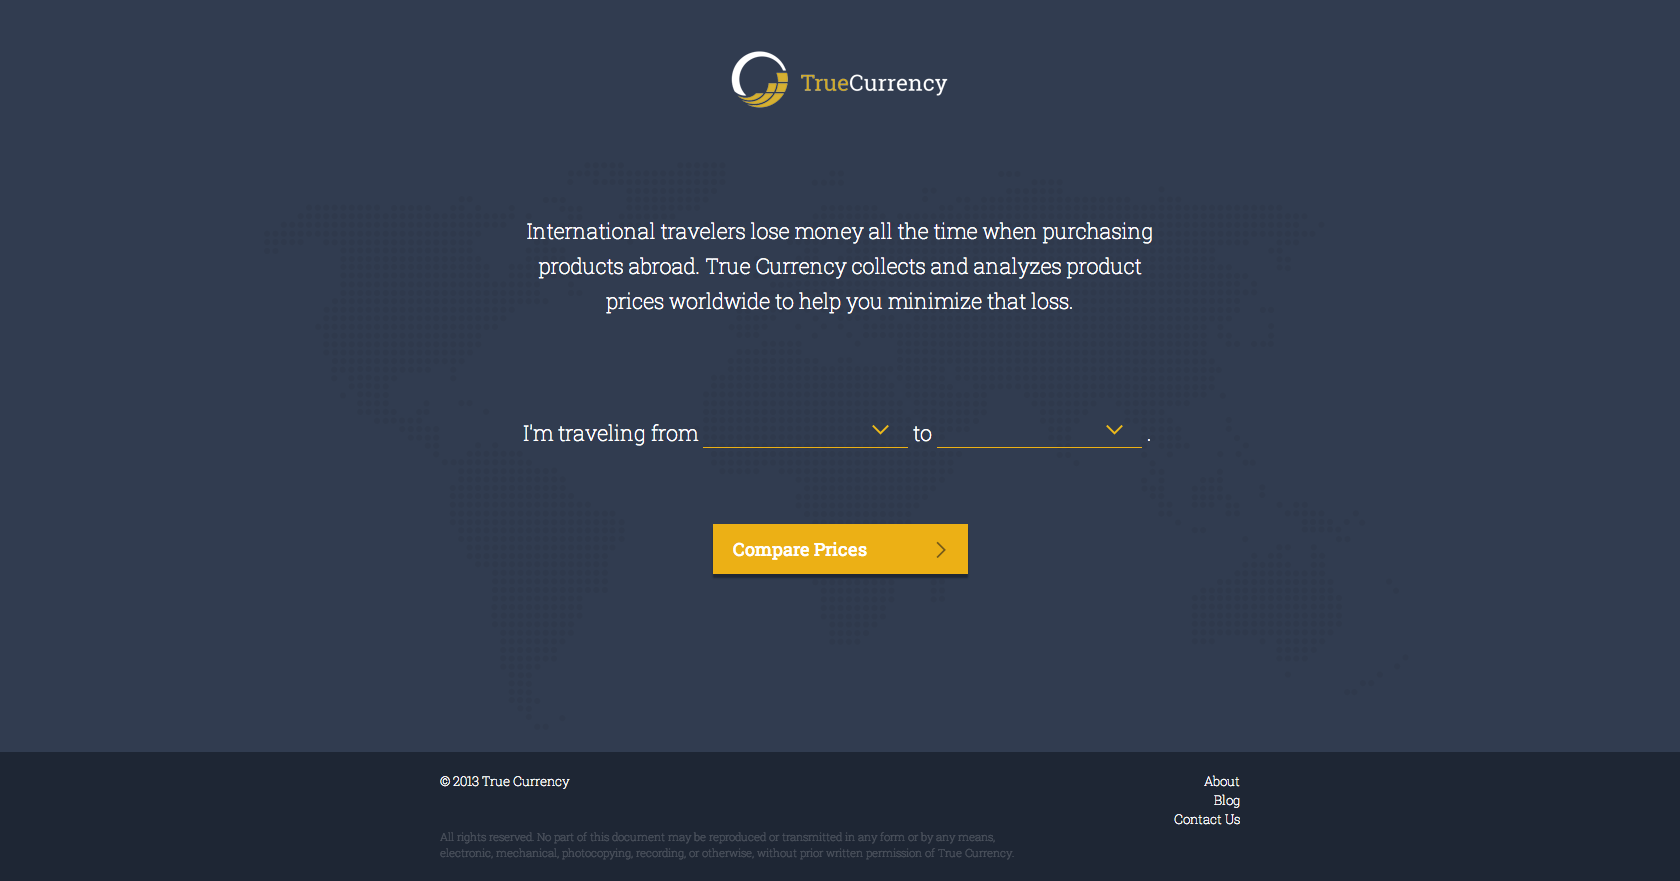 TrueCurrency
International travelers lose money all the time when purchasing
products abroad. True Currency collects and analyzes product
prices worldwide to help you minimize that loss.
I'm traveling from to .
Compare Prices
© 2013 True Currency
About
Blog
Contact Us
All rights reserved. No part of this document may be reproduced or transmitted in any form or by any means,
electronic, mechanical, photocopying, recording, or otherwise, without prior written permission of True Currency.